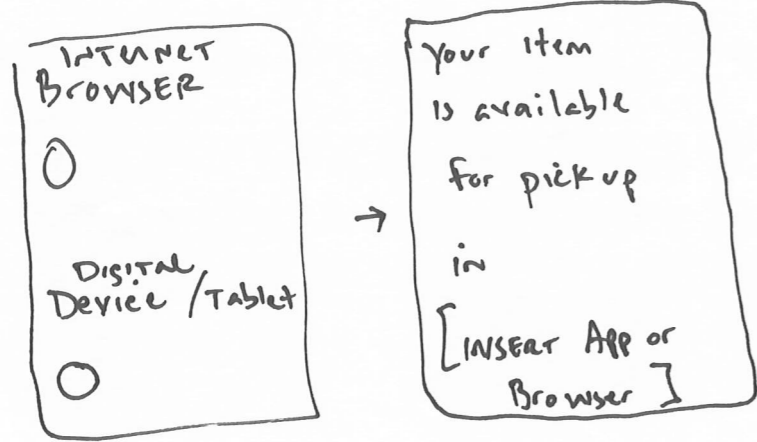 INTERNET
BROWSER
DIGITAL
Device / Tablet
Your item
is available
for pickup
in
[INSERT App or
Browser]